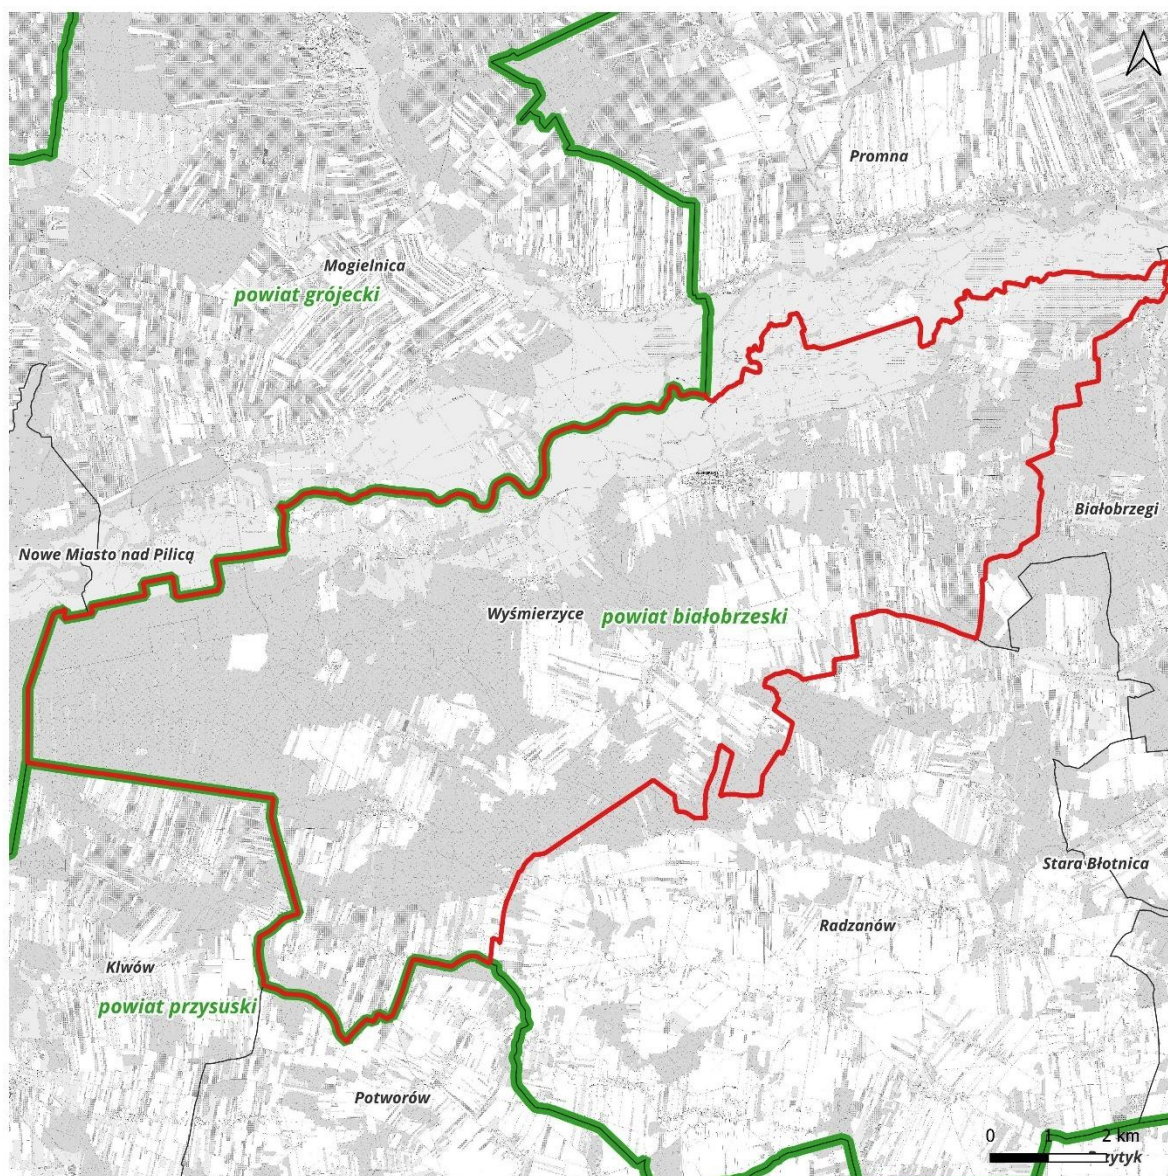 Promna
Mogielnica
powiat grójecki
Białobrzegi
Nowe Miasto nad Pilicą
Wyśmierzyce
powiat białobrzeski
Stara Błotnica
Radzanów
Klwów
powiat przysuski
Potworów
0 1 2 km